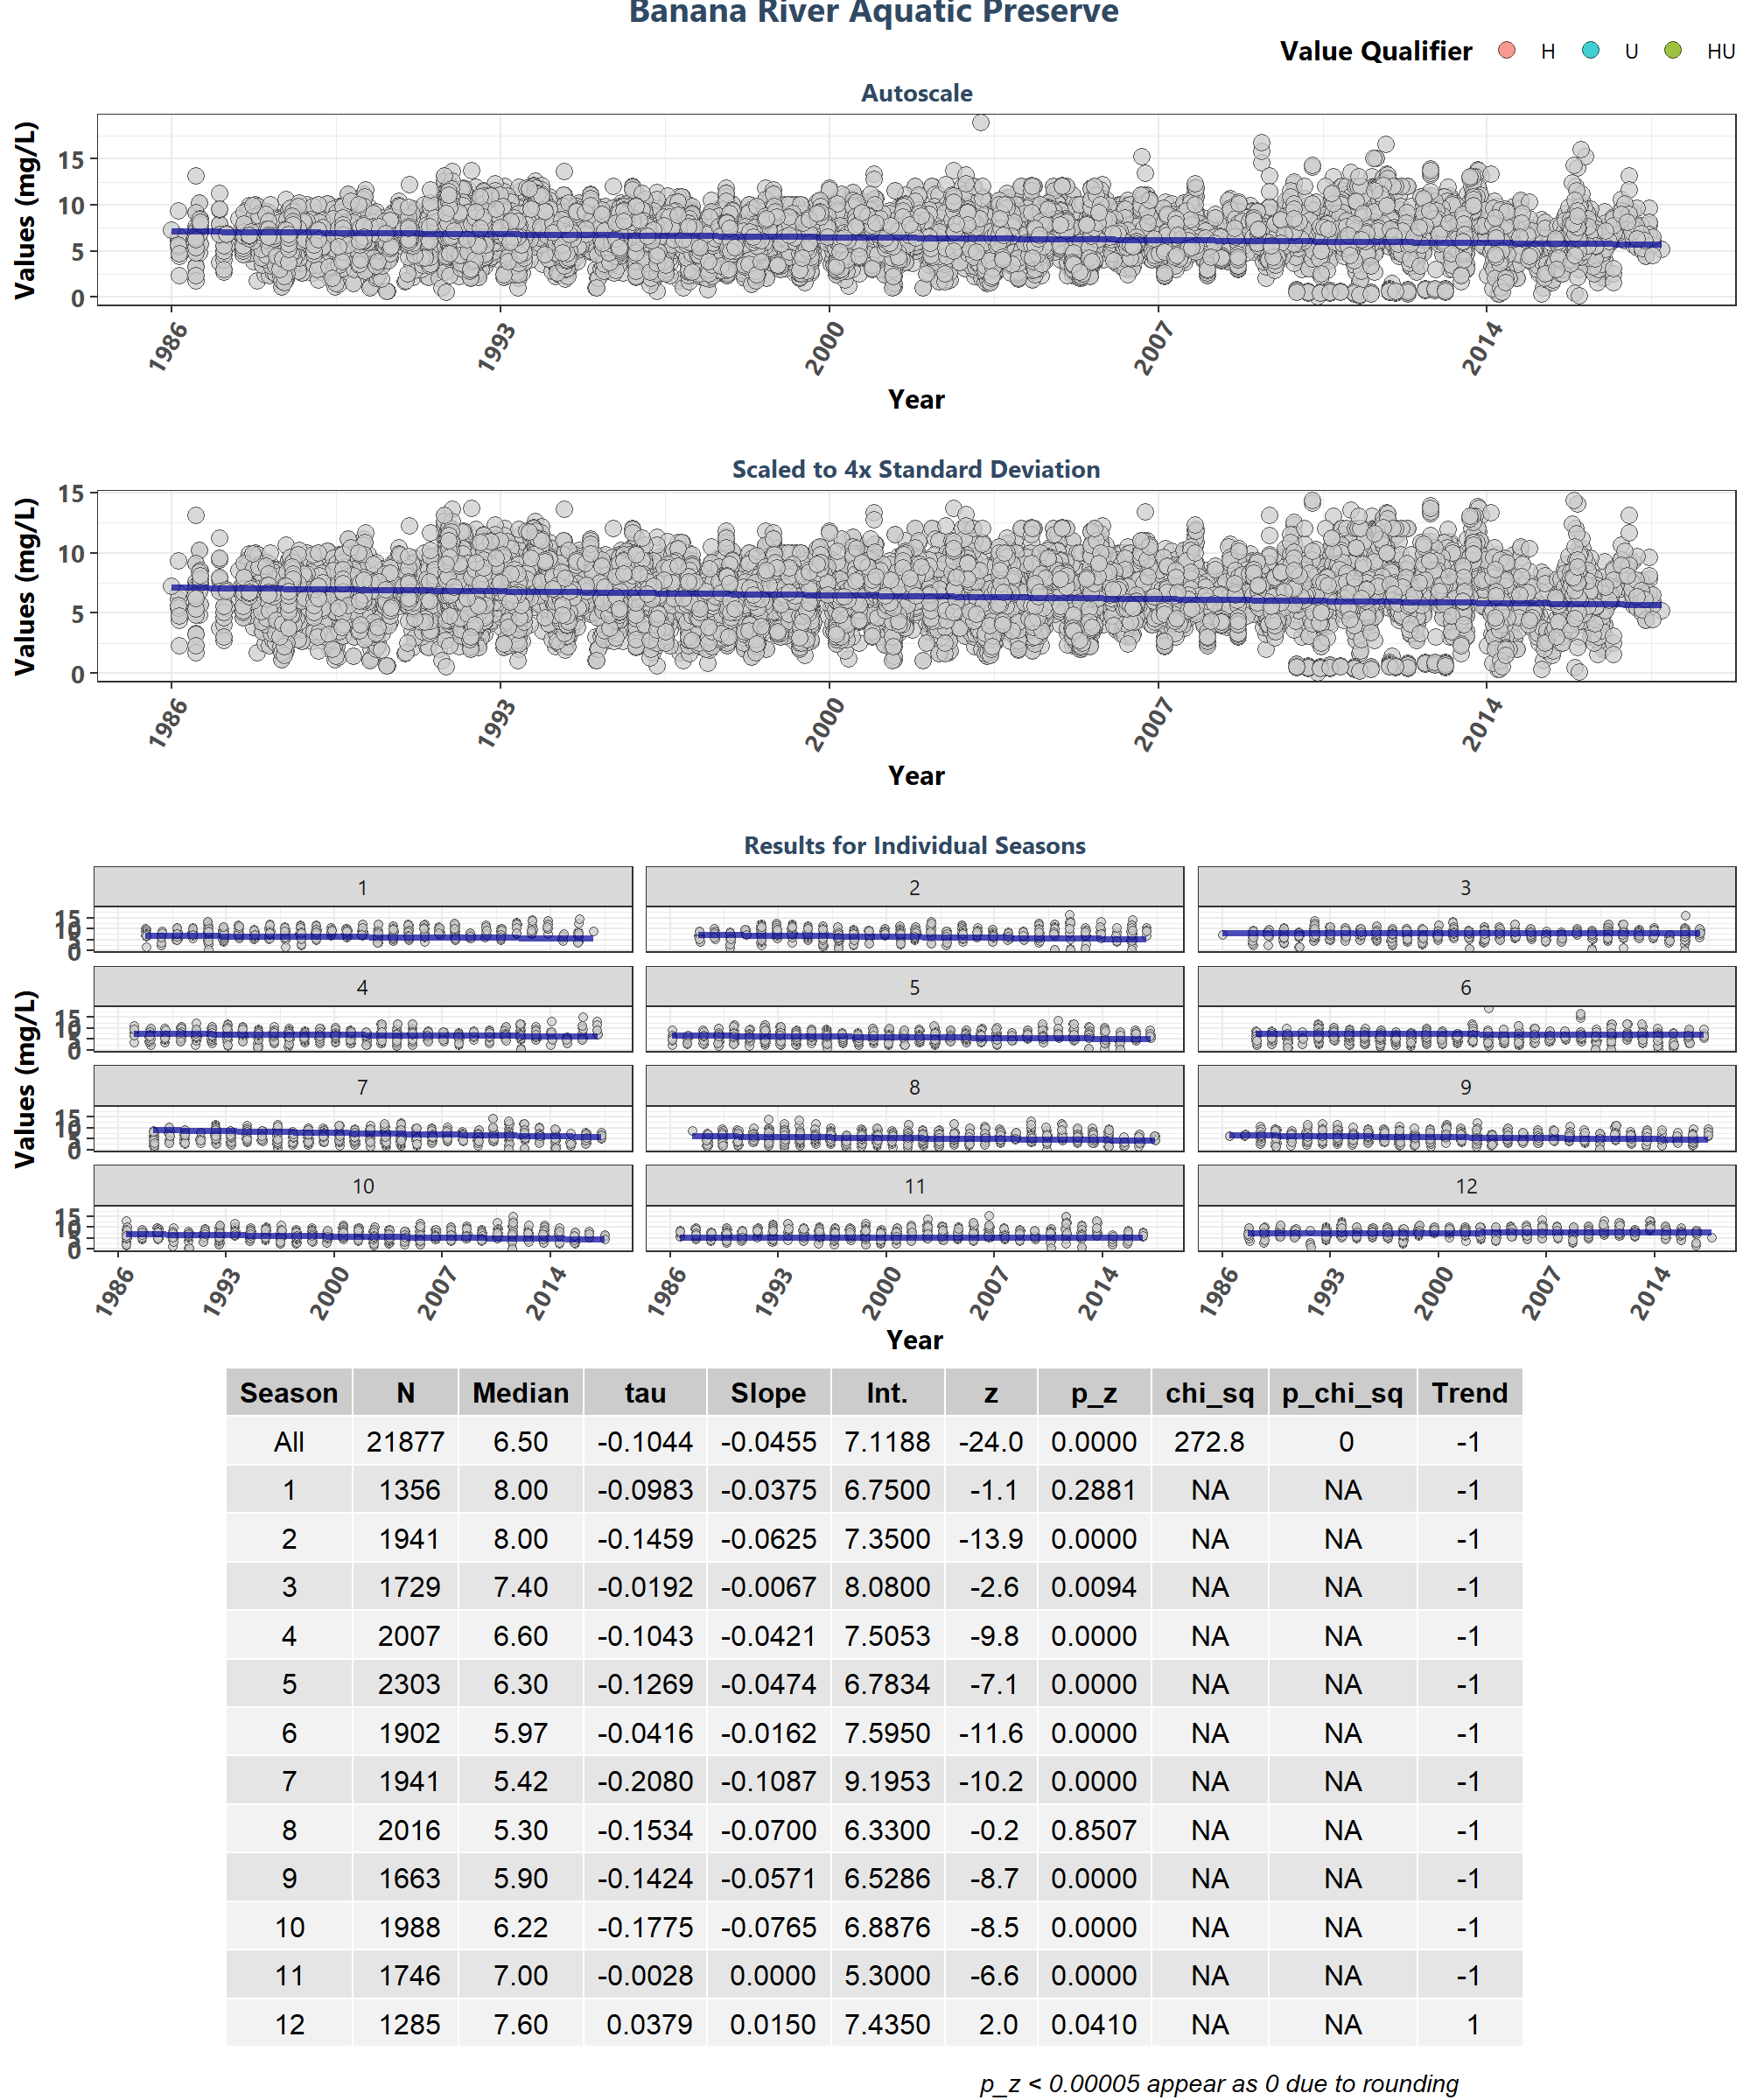 Banana River Aquatic Preserve
Value Qualifier H U HU
Autoscale
Values (mg/L)
15
10
5
0
1986 1993 2000 2007 2014
Year
Scaled to 4x Standard Deviation
Values (mg/L)
15
10
5
0
1986 1993 2000 2007 2014
Year
Results for Individual Seasons
Values (mg/L)
1 2 3
15
10
5
0
4 5 6
15
10
5
0
7 8 9
15
10
5
0
10 11 12
15
10
5
0
1986 1993 2000 2007 2014 1986 1993 2000 2007 2014 1986 1993 2000 2007 2014
Year
Season N Median tau Slope Int. z p_z chi_sq p_chi_sq Trend
All 21877 6.50 -0.1044 -0.0455 7.1188 -24.0 0.0000 272.8 0 -1
1 1356 8.00 -0.0983 -0.0375 6.7500 -1.1 0.2881 NA NA -1
2 1941 8.00 -0.1459 -0.0625 7.3500 -13.9 0.0000 NA NA -1
3 1729 7.40 -0.0192 -0.0067 8.0800 -2.6 0.0094 NA NA -1
4 2007 6.60 -0.1043 -0.0421 7.5053 -9.8 0.0000 NA NA -1
5 2303 6.30 -0.1269 -0.0474 6.7834 -7.1 0.0000 NA NA -1
6 1902 5.97 -0.0416 -0.0162 7.5950 -11.6 0.0000 NA NA -1
7 1941 5.42 -0.2080 -0.1087 9.1953 -10.2 0.0000 NA NA -1
8 2016 5.30 -0.1534 -0.0700 6.3300 -0.2 0.8507 NA NA -1
9 1663 5.90 -0.1424 -0.0571 6.5286 -8.7 0.0000 NA NA -1
10 1988 6.22 -0.1775 -0.0765 6.8876 -8.5 0.0000 NA NA -1
11 1746 7.00 -0.0028 0.0000 5.3000 -6.6 0.0000 NA NA -1
12 1285 7.60 0.0379 0.0150 7.4350 2.0 0.0410 NA NA 1
p_z < 0.00005 appear as 0 due to rounding